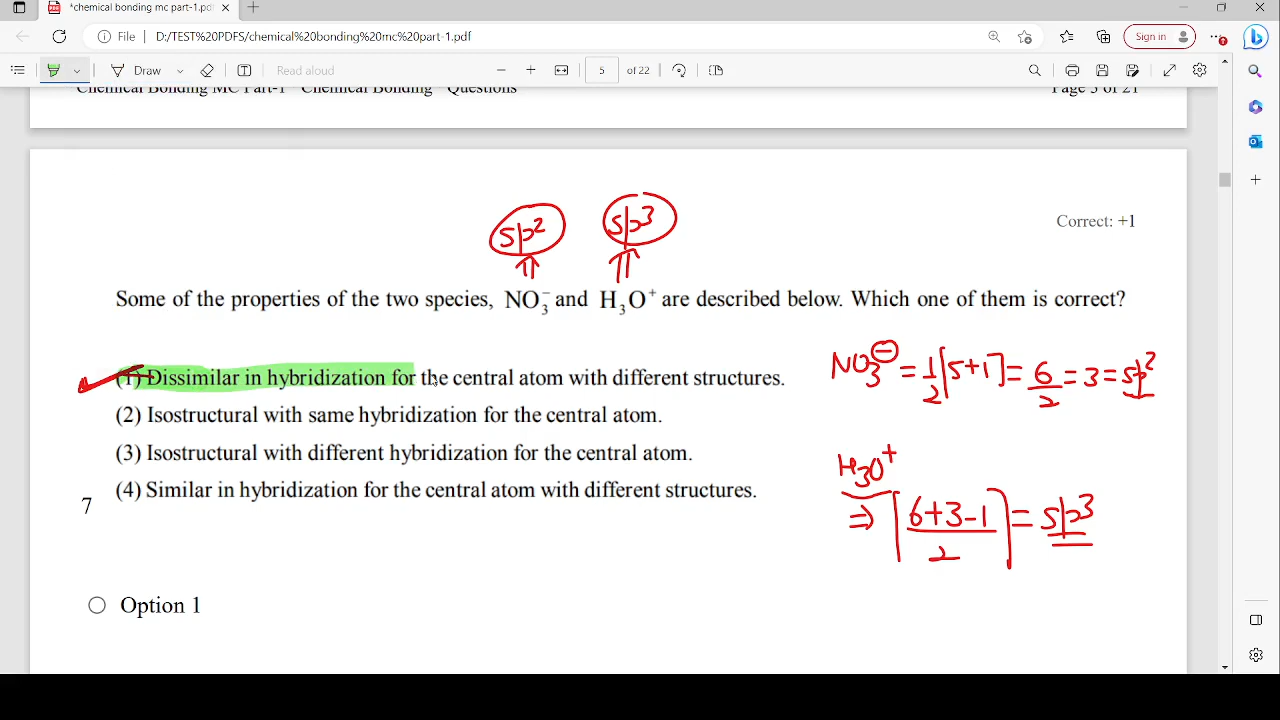 *chemical bonding mc part-1.pd
File D:/TEST%20PDFS/chemical%20bonding%20mc%20part-1.pdf
Sign in
Draw
Read aloud
5 of 22
Chemical Bonding MC Part-1 - Chemical Bonding - Questions
Page 5 of 21
sp² sp³
Correct: +1
Some of the properties of the two species, NO₃⁻ and H₃O⁺ are described below. Which one of them is correct?
NO₃⁻ = 1/2[5+1] = 6/2 = 3 = sp²
(1) Dissimilar in hybridization for the central atom with different structures.
(2) Isostructural with same hybridization for the central atom.
(3) Isostructural with different hybridization for the central atom.
H₃O⁺
(4) Similar in hybridization for the central atom with different structures.
7
⇒ [6+3-1/2] = sp³
Option 1